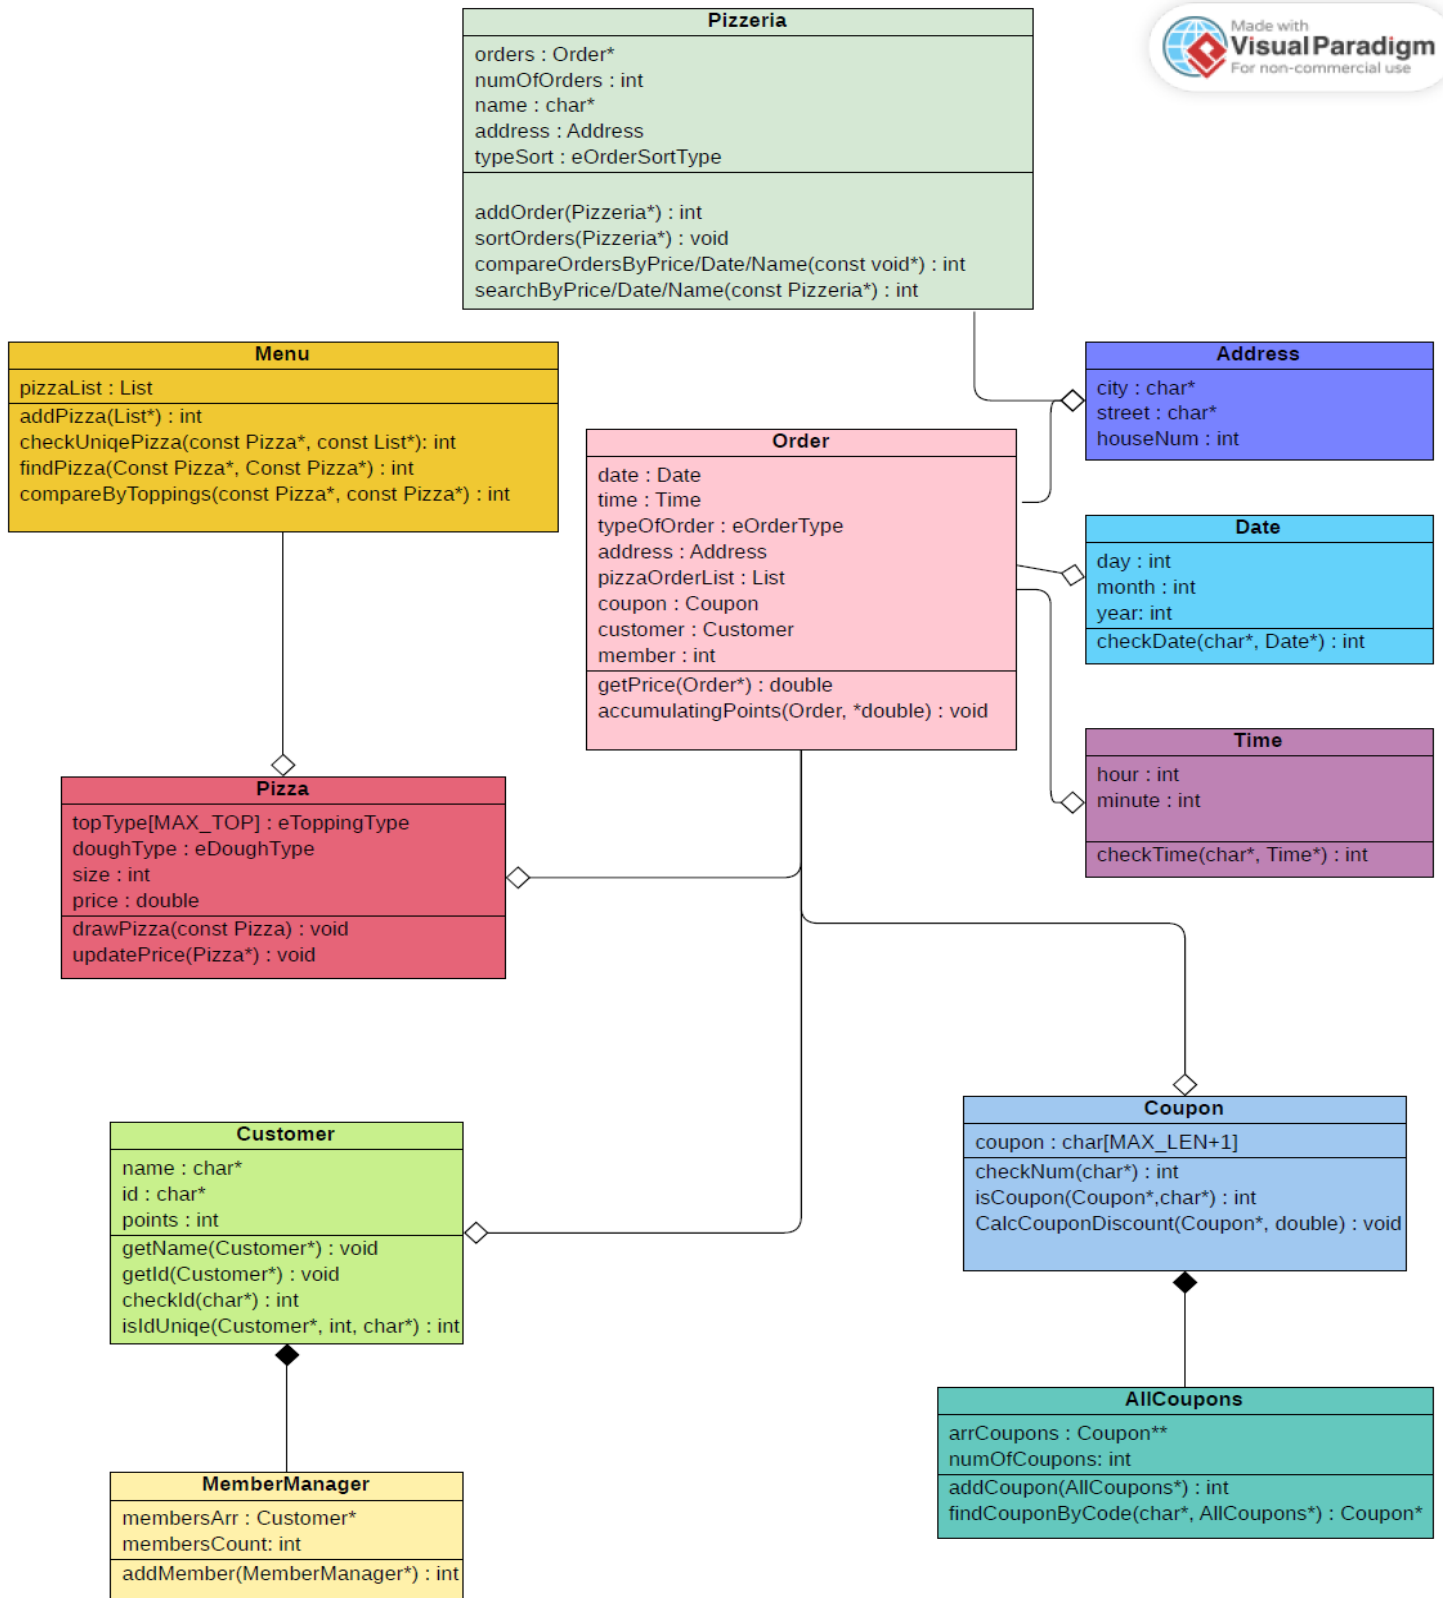 Pizzeria
orders : Order*
numOfOrders : int
name : char*
address : Address
typeSort : eOrderSortType
addOrder(Pizzeria*) : int
sortOrders(Pizzeria*) : void
compareOrdersByPrice/Date/Name(const void*) : int
searchByPrice/Date/Name(const Pizzeria*) : int
Made with
Visual Paradigm
For non-commercial use
Menu
pizzaList : List
addPizza(List*) : int
checkUniqePizza(const Pizza*, const List*): int
findPizza(Const Pizza*, Const Pizza*) : int
compareByToppings(const Pizza*, const Pizza*) : int
Address
city : char*
street : char*
houseNum : int
Order
date : Date
time : Time
typeOfOrder : eOrderType
address : Address
pizzaOrderList : List
coupon : Coupon
customer : Customer
member : int
getPrice(Order*) : double
accumulatingPoints(Order, *double) : void
Date
day : int
month : int
year: int
checkDate(char*, Date*) : int
Time
hour : int
minute : int
checkTime(char*, Time*) : int
Pizza
topType[MAX_TOP] : eToppingType
doughType : eDoughType
size : int
price : double
drawPizza(const Pizza) : void
updatePrice(Pizza*) : void
Customer
name : char*
id : char*
points : int
getName(Customer*) : void
getId(Customer*) : void
checkId(char*) : int
isIdUniqe(Customer*, int, char*) : int
Coupon
coupon : char[MAX_LEN+1]
checkNum(char*) : int
isCoupon(Coupon*,char*) : int
CalcCouponDiscount(Coupon*, double) : void
AllCoupons
arrCoupons : Coupon**
numOfCoupons: int
addCoupon(AllCoupons*) : int
findCouponByCode(char*, AllCoupons*) : Coupon*
MemberManager
membersArr : Customer*
membersCount: int
addMember(MemberManager*) : int